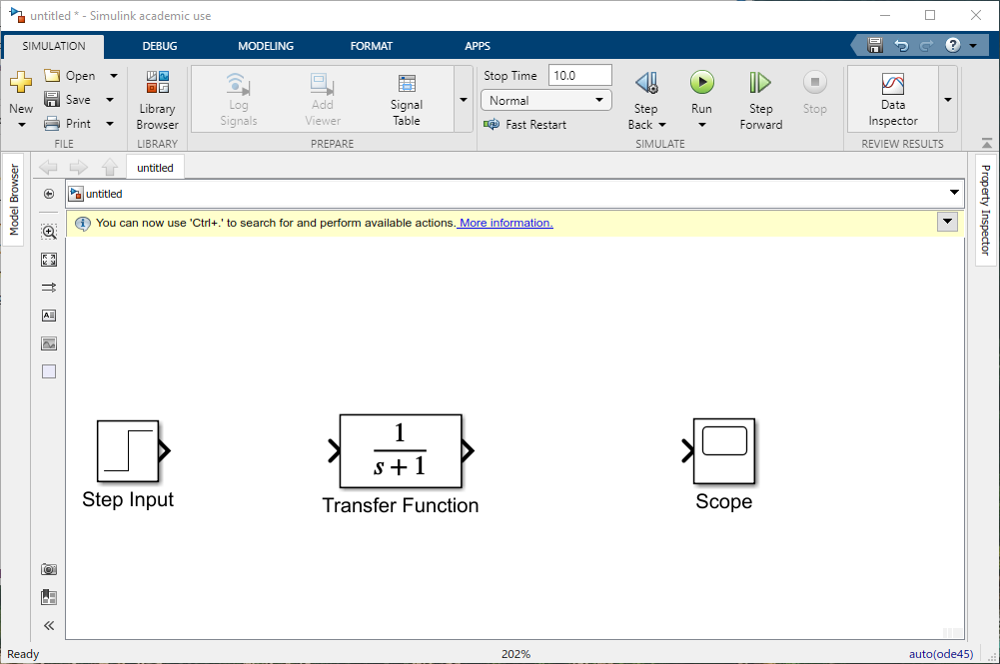 untitled * - Simulink academic use
SIMULATION DEBUG MODELING FORMAT APPS
New
Open
Save
Print
FILE
Library
Browser
LIBRARY
Log
Signals
Add
Viewer
Signal
Table
PREPARE
Stop Time 10.0
Normal
Fast Restart
Step
Back
Run
Step
Forward
Stop
SIMULATE
Data
Inspector
REVIEW RESULTS
Model Browser
untitled
untitled
You can now use 'Ctrl+.' to search for and perform available actions. More information.
Property Inspector
Step Input
1
s + 1
Transfer Function
Scope
Ready 202% auto(ode45)